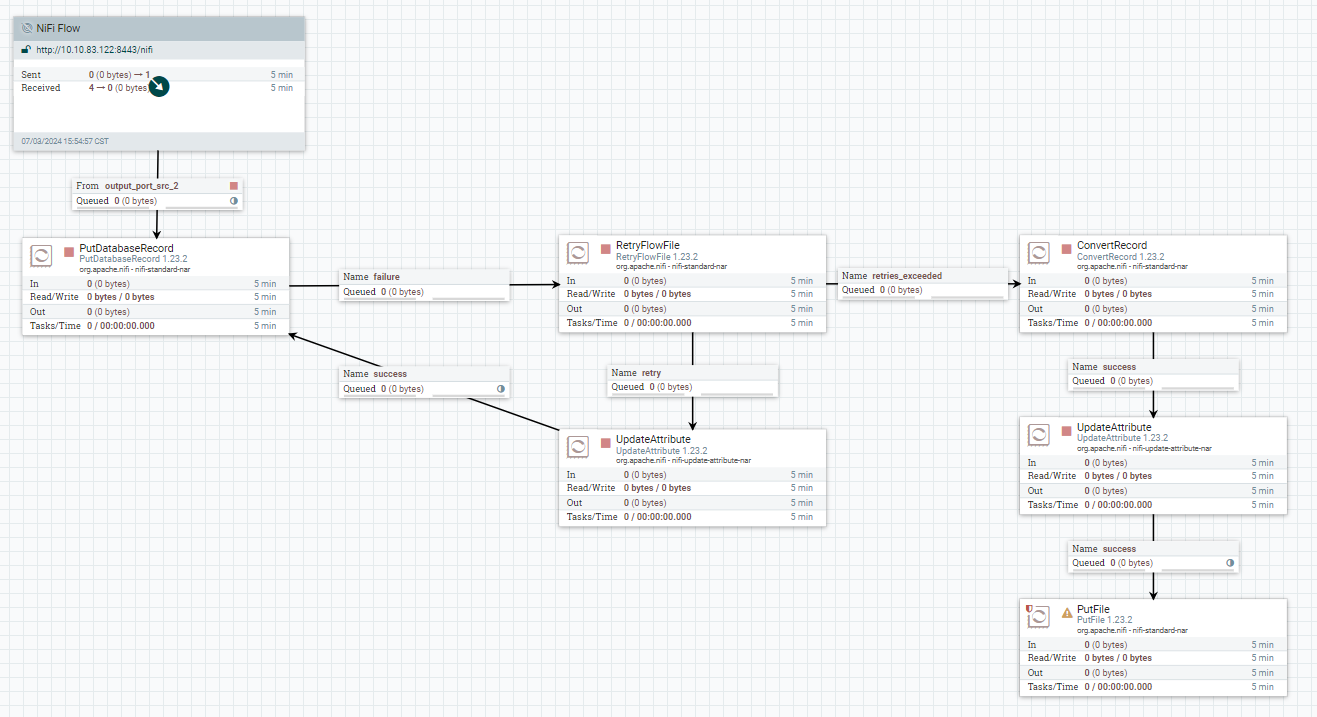 NiFi Flow
http://10.10.83.122:8443/nifi
Sent 0 (0 bytes) → 1 5 min
Received 4 → 0 (0 bytes) 5 min
07/03/2024 15:54:57 CST
From output_port_src_2
Queued 0 (0 bytes)
PutDatabaseRecord
PutDatabaseRecord 1.23.2
org.apache.nifi - nifi-standard-nar
In 0 (0 bytes) 5 min
Read/Write 0 bytes / 0 bytes 5 min
Out 0 (0 bytes) 5 min
Tasks/Time 0 / 00:00:00.000 5 min
Name failure
Queued 0 (0 bytes)
RetryFlowFile
RetryFlowFile 1.23.2
org.apache.nifi - nifi-standard-nar
In 0 (0 bytes) 5 min
Read/Write 0 bytes / 0 bytes 5 min
Out 0 (0 bytes) 5 min
Tasks/Time 0 / 00:00:00.000 5 min
Name retries_exceeded
Queued 0 (0 bytes)
ConvertRecord
ConvertRecord 1.23.2
org.apache.nifi - nifi-standard-nar
In 0 (0 bytes) 5 min
Read/Write 0 bytes / 0 bytes 5 min
Out 0 (0 bytes) 5 min
Tasks/Time 0 / 00:00:00.000 5 min
Name success
Queued 0 (0 bytes)
Name retry
Queued 0 (0 bytes)
Name success
Queued 0 (0 bytes)
UpdateAttribute
UpdateAttribute 1.23.2
org.apache.nifi - nifi-update-attribute-nar
In 0 (0 bytes) 5 min
Read/Write 0 bytes / 0 bytes 5 min
Out 0 (0 bytes) 5 min
Tasks/Time 0 / 00:00:00.000 5 min
UpdateAttribute
UpdateAttribute 1.23.2
org.apache.nifi - nifi-update-attribute-nar
In 0 (0 bytes) 5 min
Read/Write 0 bytes / 0 bytes 5 min
Out 0 (0 bytes) 5 min
Tasks/Time 0 / 00:00:00.000 5 min
Name success
Queued 0 (0 bytes)
PutFile
PutFile 1.23.2
org.apache.nifi - nifi-standard-nar
In 0 (0 bytes) 5 min
Read/Write 0 bytes / 0 bytes 5 min
Out 0 (0 bytes) 5 min
Tasks/Time 0 / 00:00:00.000 5 min